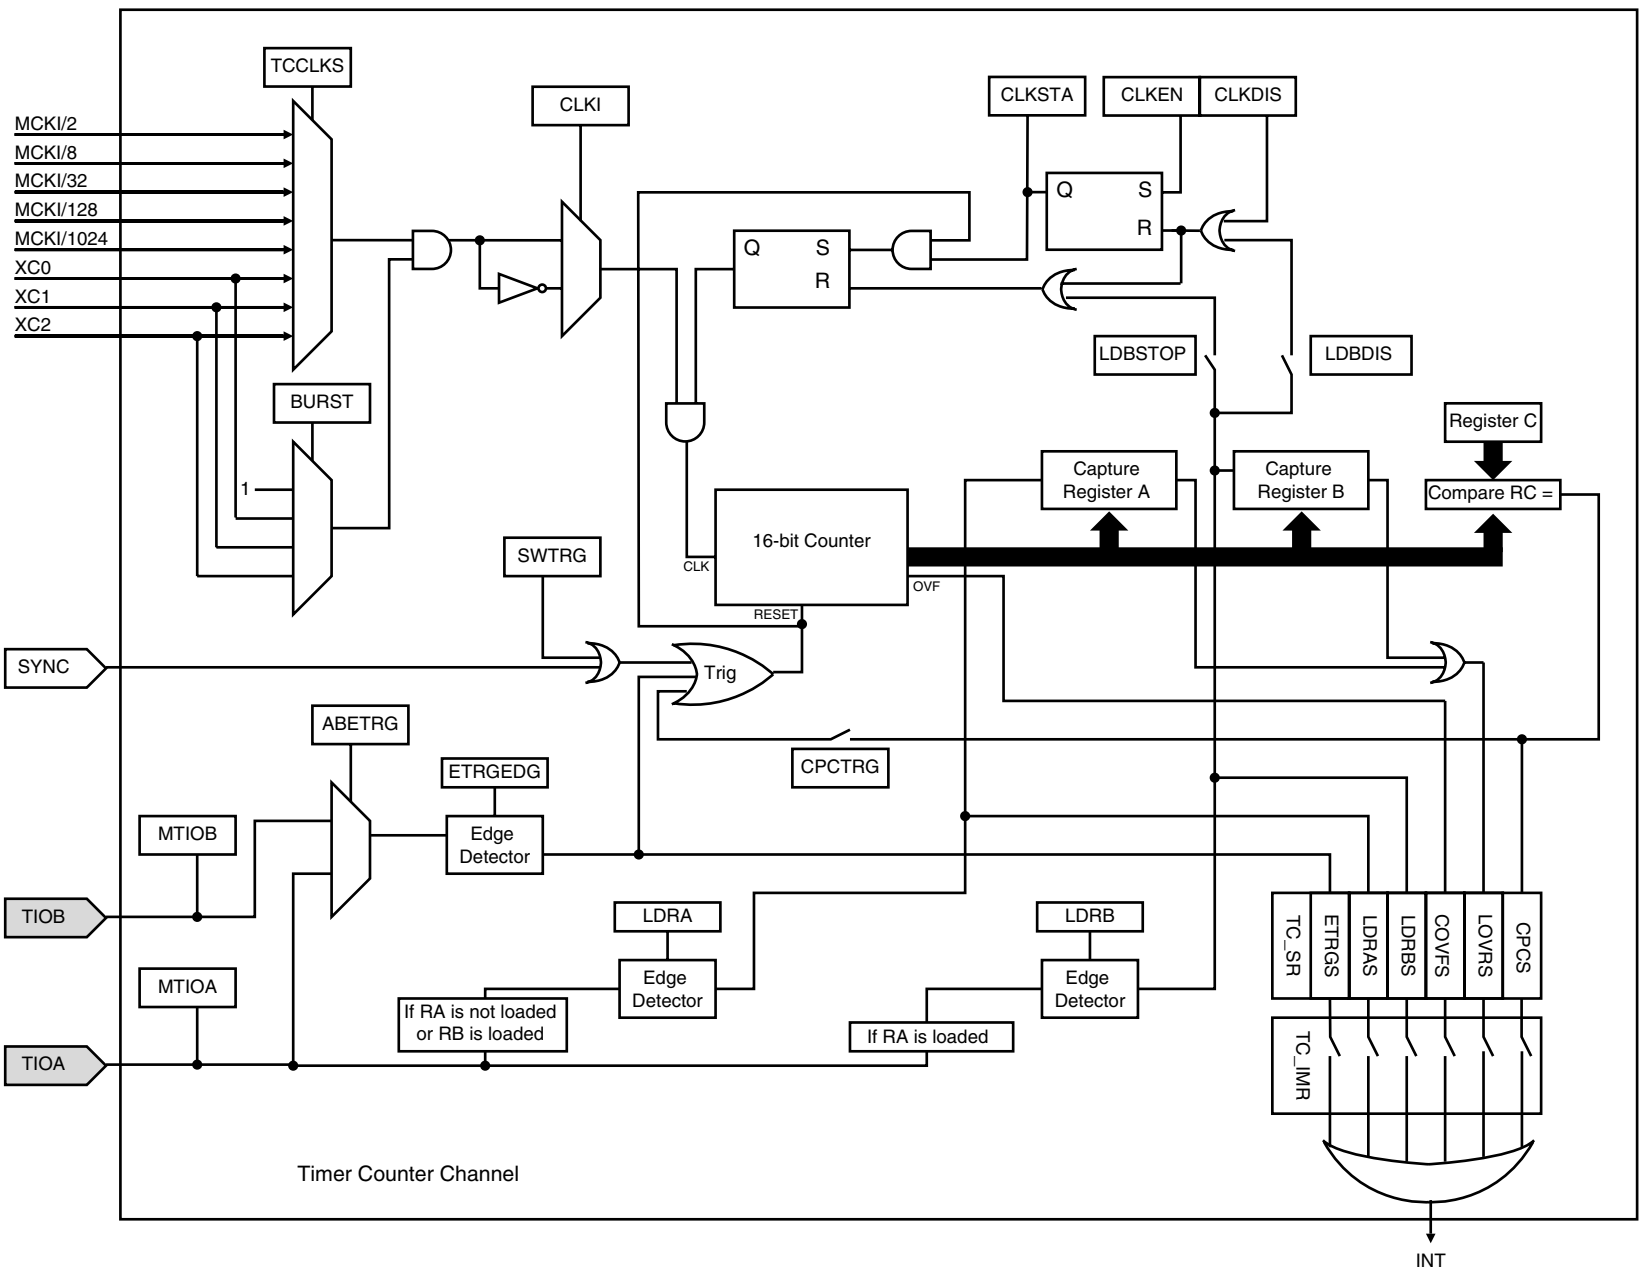 TCCLKS
CLKI
CLKSTA
CLKEN
CLKDIS
MCKI/2
MCKI/8
MCKI/32
MCKI/128
MCKI/1024
XC0
XC1
XC2
Q
S
R
Q
S
R
LDBSTOP
LDBDIS
BURST
1
Register C
Capture
Register A
Capture
Register B
Compare RC =
16-bit Counter
CLK
OVF
RESET
SWTRG
SYNC
Trig
ABETRG
CPCTRG
ETRGEDG
MTIOB
Edge
Detector
TIOB
LDRA
LDRB
MTIOA
Edge
Detector
Edge
Detector
If RA is not loaded
or RB is loaded
If RA is loaded
TIOA
TC_SR
ETRGS
LDRAS
LDRBS
COVFS
LOVRS
CPCS
TC_IMR
Timer Counter Channel
INT